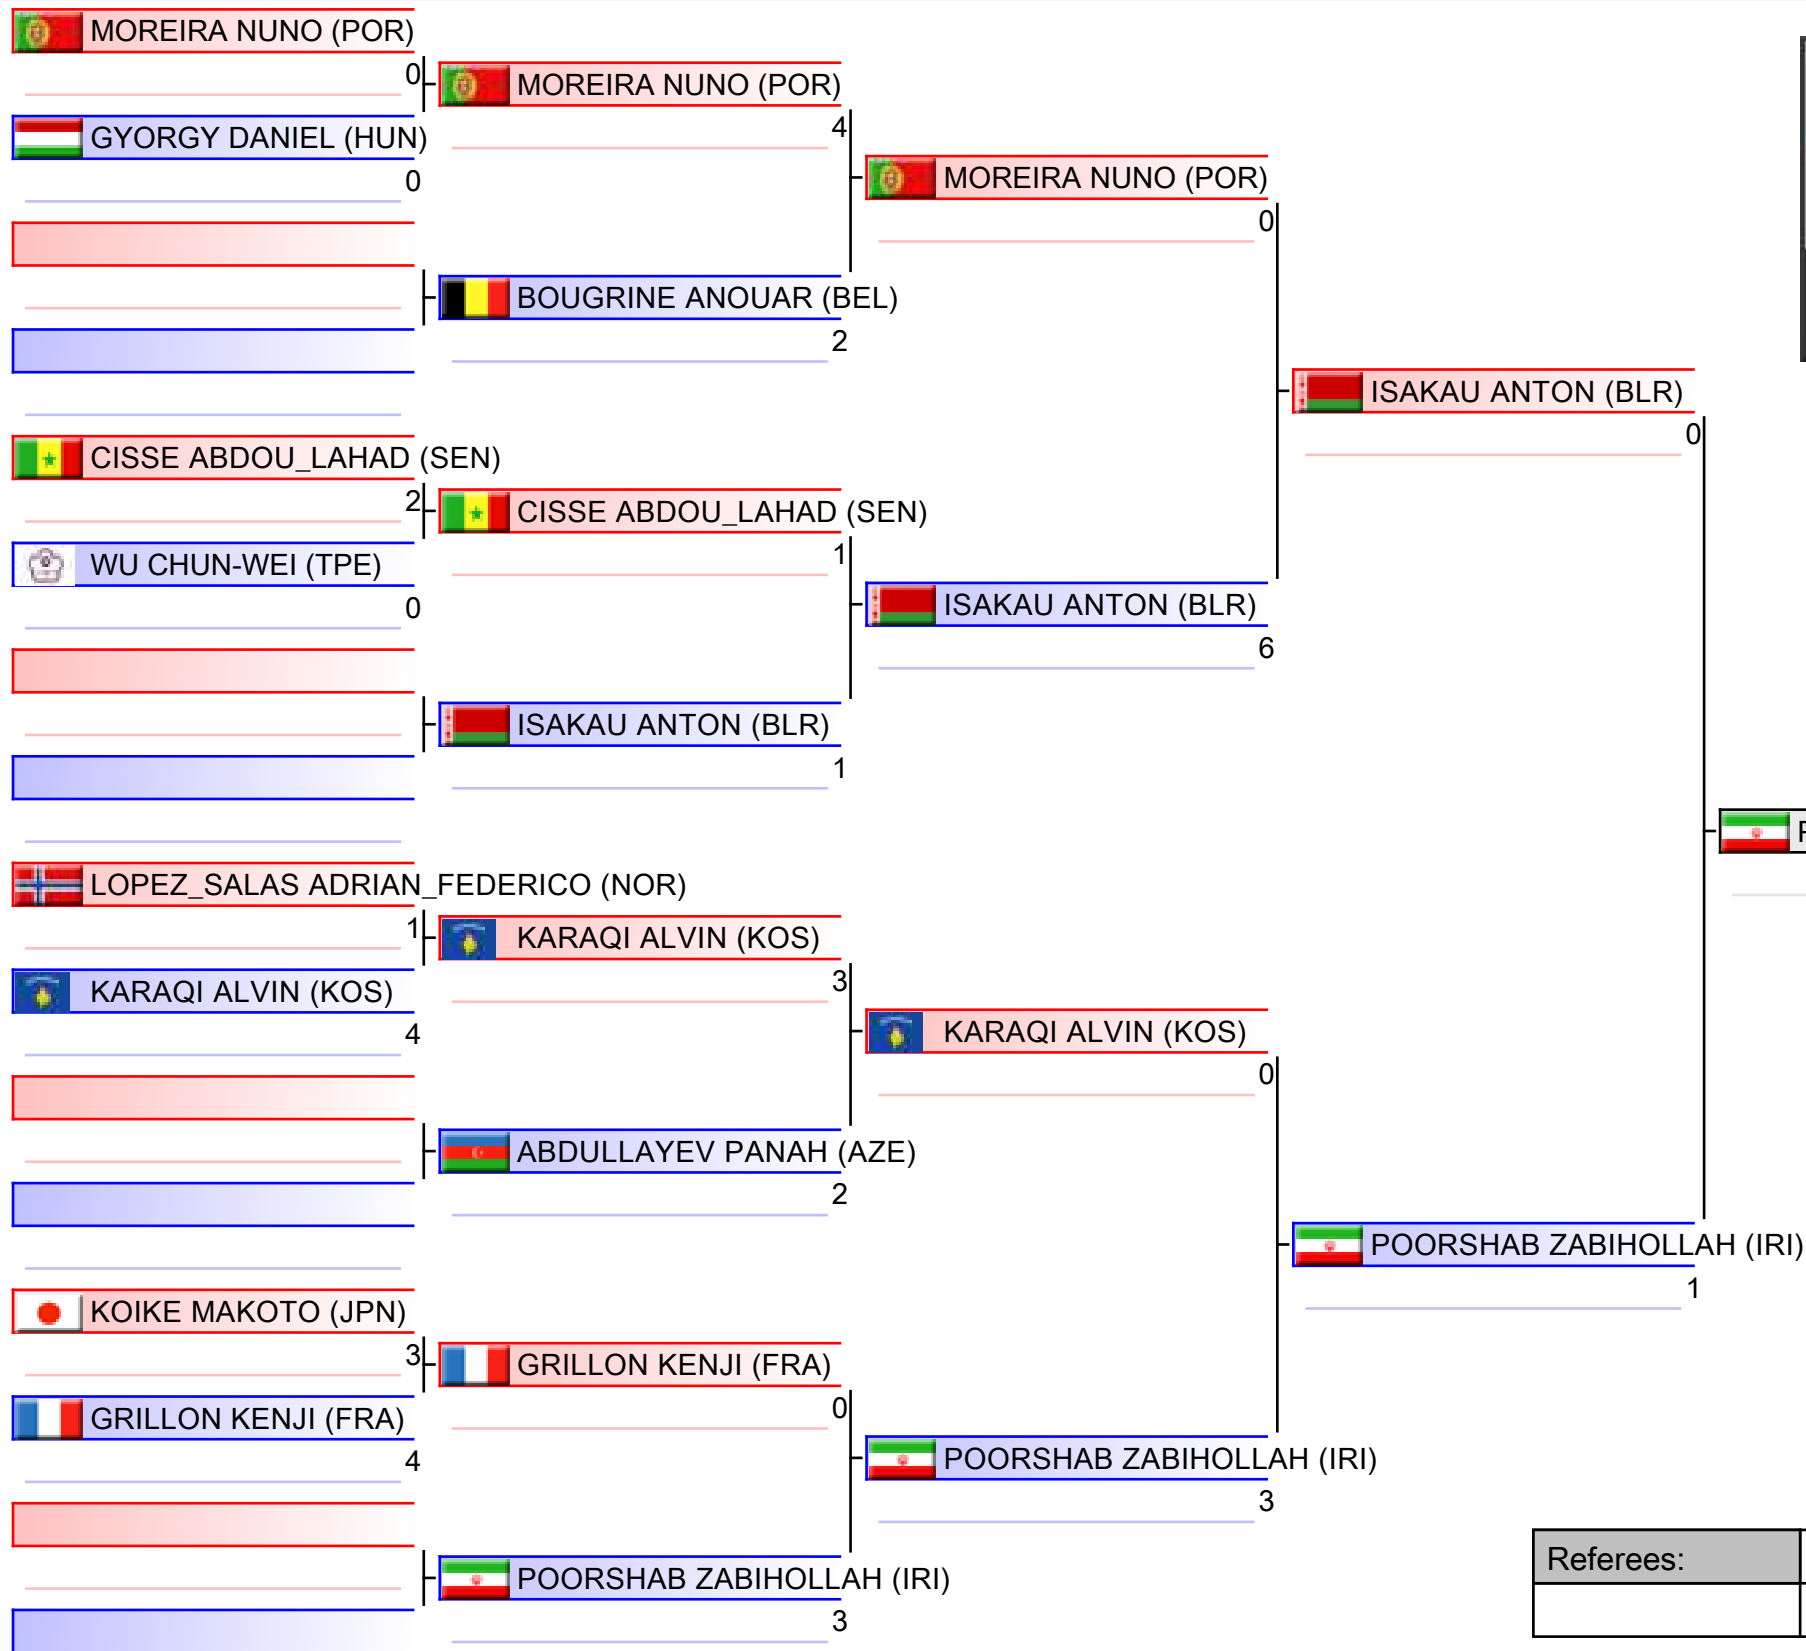 MOREIRA NUNO (POR)
0
GYORGY DANIEL (HUN)
0
CISSE ABDOU_LAHAD (SEN)
2
WU CHUN-WEI (TPE)
0
LOPEZ_SALAS ADRIAN_FEDERICO (NOR)
1
KARAQI ALVIN (KOS)
4
KOIKE MAKOTO (JPN)
3
GRILLON KENJI (FRA)
4
MOREIRA NUNO (POR)
4
BOUGRINE ANOUAR (BEL)
2
CISSE ABDOU_LAHAD (SEN)
1
ISAKAU ANTON (BLR)
1
KARAQI ALVIN (KOS)
3
ABDULLAYEV PANAH (AZE)
2
GRILLON KENJI (FRA)
0
POORSHAB ZABIHOLLAH (IRI)
3
MOREIRA NUNO (POR)
0
ISAKAU ANTON (BLR)
6
KARAQI ALVIN (KOS)
0
POORSHAB ZABIHOLLAH (IRI)
3
ISAKAU ANTON (BLR)
0
POORSHAB ZABIHOLLAH (IRI)
1
Referees: